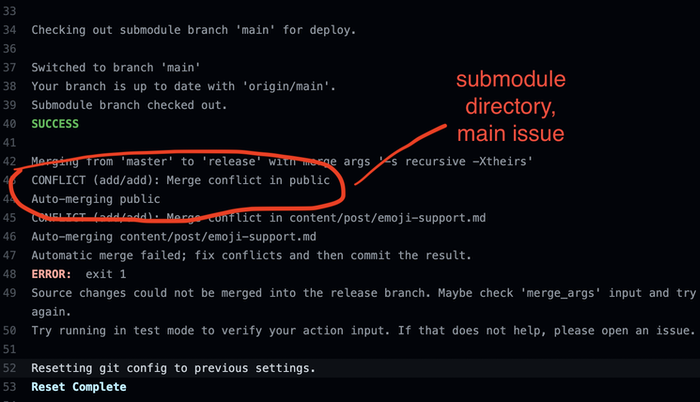 33
34 Checking out submodule branch 'main' for deploy.
36
37 Switched to branch 'main'
38 Your branch is up to date with 'origin/main'.
39 Submodule branch checked out.
40 SUCCESS
41
submodule
directory,
main issue
42 Merging from 'master' to 'release' with merge args '-s recursive -Xtheirs'
43 CONFLICT (add/add): Merge conflict in public
44 Auto-merging public
45 CONFLICT (add/add): Merge conflict in content/post/emoji-support.md
46 Auto-merging content/post/emoji-support.md
47 Automatic merge failed; fix conflicts and then commit the result.
48 ERROR: exit 1
49 Source changes could not be merged into the release branch. Maybe check 'merge_args' input and try
again.
50 Try running in test mode to verify your action input. If that does not help, please open an issue.
51
52 Resetting git config to previous settings.
53 Reset Complete